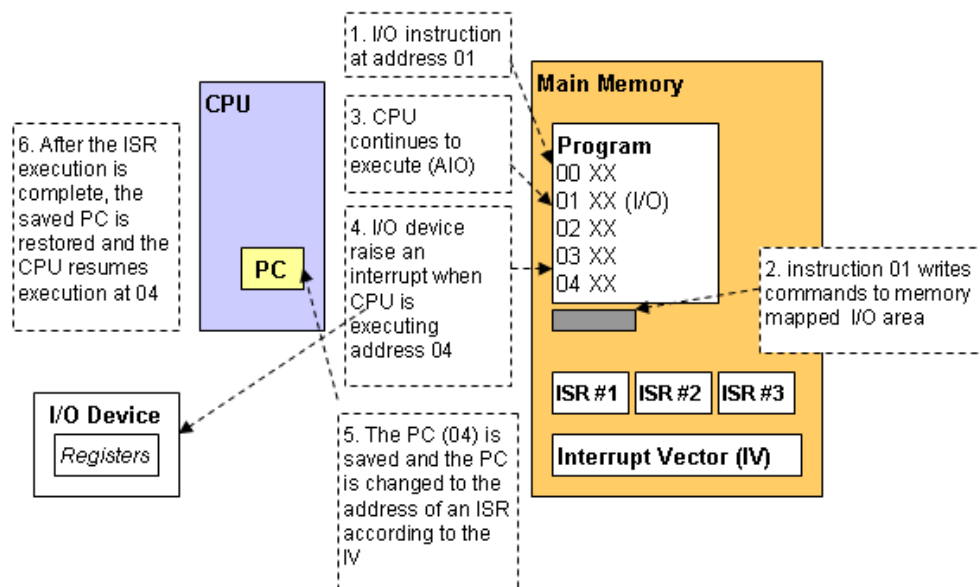 1. I/O instruction
at address 01
CPU
Main Memory
6. After the ISR
execution is
complete, the
saved PC is
restored and the
CPU resumes
execution at 04
3. CPU
continues to
execute (AIO)
Program
00 XX
01 XX (I/O)
02 XX
03 XX
04 XX
PC
4. I/O device
raise an
interrupt when
CPU is
executing
address 04
2. instruction 01 writes
commands to memory
mapped I/O area
ISR #1
ISR #2
ISR #3
I/O Device
Registers
5. The PC (04) is
saved and the PC
is changed to the
address of an ISR
according to the
IV
Interrupt Vector (IV)